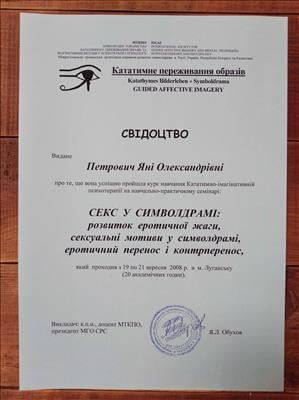 Кататимне переживання образів
Katathymes Bilderleben • Symboldrama
GUIDED AFFECTIVE IMAGERY
СВІДОЦТВО
Видане
Петрович Яні Олександрівні
про те, що вона успішно пройшла курс навчання Кататимно-імагінативній
психотерапії на навчально-практичному семінарі:
СЕКС У СИМВОЛДРАМІ:
розвиток еротичної жаги,
сексуальні мотиви у символдрамі,
еротичний перенос і контрперенос,
який проходив з 19 по 21 вересня 2008 р. в м. Луганську
(20 академічних годин).
Викладач: к.п.н., доцент МТЕПО,
президент МГО СРС
Я.Л. Обухов